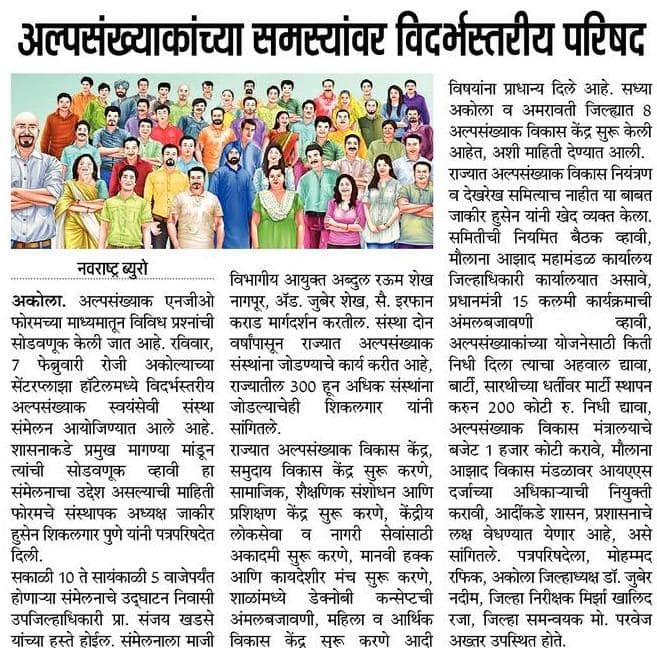 अल्पसंख्याकांच्या समस्यांवर विदर्भस्तरीय परिषद
नवराष्ट्र ब्युरो
अकोला. अल्पसंख्याक एनजीओ
फोरमच्या माध्यमातून विविध प्रश्नांची
सोडवणूक केली जात आहे. रविवार,
7 फेब्रुवारी रोजी अकोल्याच्या
सेंटरप्लाझा हॉटेलमध्ये विदर्भस्तरीय
अल्पसंख्याक स्वयंसेवी संस्था
संमेलन आयोजिण्यात आले आहे.
शासनाकडे प्रमुख मागण्या मांडून
त्यांची सोडवणूक व्हावी हा
संमेलनाचा उद्देश असल्याची माहिती
फोरमचे संस्थापक अध्यक्ष जाकीर
हुसेन शिकलगार पुणे यांनी पत्रपरिषदेत
दिली.
सकाळी 10 ते सायंकाळी 5 वाजेपर्यंत
होणाऱ्या संमेलनाचे उद्घाटन निवासी
उपजिल्हाधिकारी प्रा. संजय खडसे
यांच्या हस्ते होईल. संमेलनाला माजी
विभागीय आयुक्त अब्दुल रऊम शेख
नागपूर, ॲड. जुबेर शेख, सै. इरफान
कराड मार्गदर्शन करतील. संस्था दोन
वर्षांपासून राज्यात अल्पसंख्याक
संस्थांना जोडण्याचे कार्य करीत आहे,
राज्यातील 300 हून अधिक संस्थांना
जोडल्याचेही शिकलगार यांनी
सांगितले.
राज्यात अल्पसंख्याक विकास केंद्र,
समुदाय विकास केंद्र सुरू करणे,
सामाजिक, शैक्षणिक संशोधन आणि
प्रशिक्षण केंद्र सुरू करणे, केंद्रीय
लोकसेवा व नागरी सेवांसाठी
अकादमी सुरू करणे, मानवी हक्क
आणि कायदेशीर मंच सुरू करणे,
शाळांमध्ये डेक्नोबी कन्सेप्टची
अंमलबजावणी, महिला व आर्थिक
विकास केंद्र सुरू करणे आदी
विषयांना प्राधान्य दिले आहे. सध्या
अकोला व अमरावती जिल्ह्यात 8
अल्पसंख्याक विकास केंद्र सुरू केली
आहेत, अशी माहिती देण्यात आली.
राज्यात अल्पसंख्याक विकास नियंत्रण
व देखरेख समित्याच नाहीत या बाबत
जाकीर हुसेन यांनी खेद व्यक्त केला.
समितीची नियमित बैठक व्हावी,
मौलाना आझाद महामंडळ कार्यालय
जिल्हाधिकारी कार्यालयात असावे,
प्रधानमंत्री 15 कलमी कार्यक्रमाची
अंमलबजावणी व्हावी,
अल्पसंख्याकांच्या योजनेसाठी किती
निधी दिला त्याचा अहवाल द्यावा,
बार्टी, सारथीच्या धर्तीवर मार्टी स्थापन
करुन 200 कोटी रु. निधी द्यावा,
अल्पसंख्याक विकास मंत्रालयाचे
बजेट 1 हजार कोटी करावे, मौलाना
आझाद विकास मंडळावर आयएएस
दर्जाच्या अधिकाऱ्याची नियुक्ती
करावी, आदींकडे शासन, प्रशासनाचे
लक्ष वेधण्यात येणार आहे, असे
सांगितले. पत्रपरिषदेला, मोहम्मद
रफिक, अकोला जिल्हाध्यक्ष डॉ. जुबेर
नदीम, जिल्हा निरीक्षक मिर्झा खालिद
रजा, जिल्हा समन्वयक मो. परवेज
अख्तर उपस्थित होते.